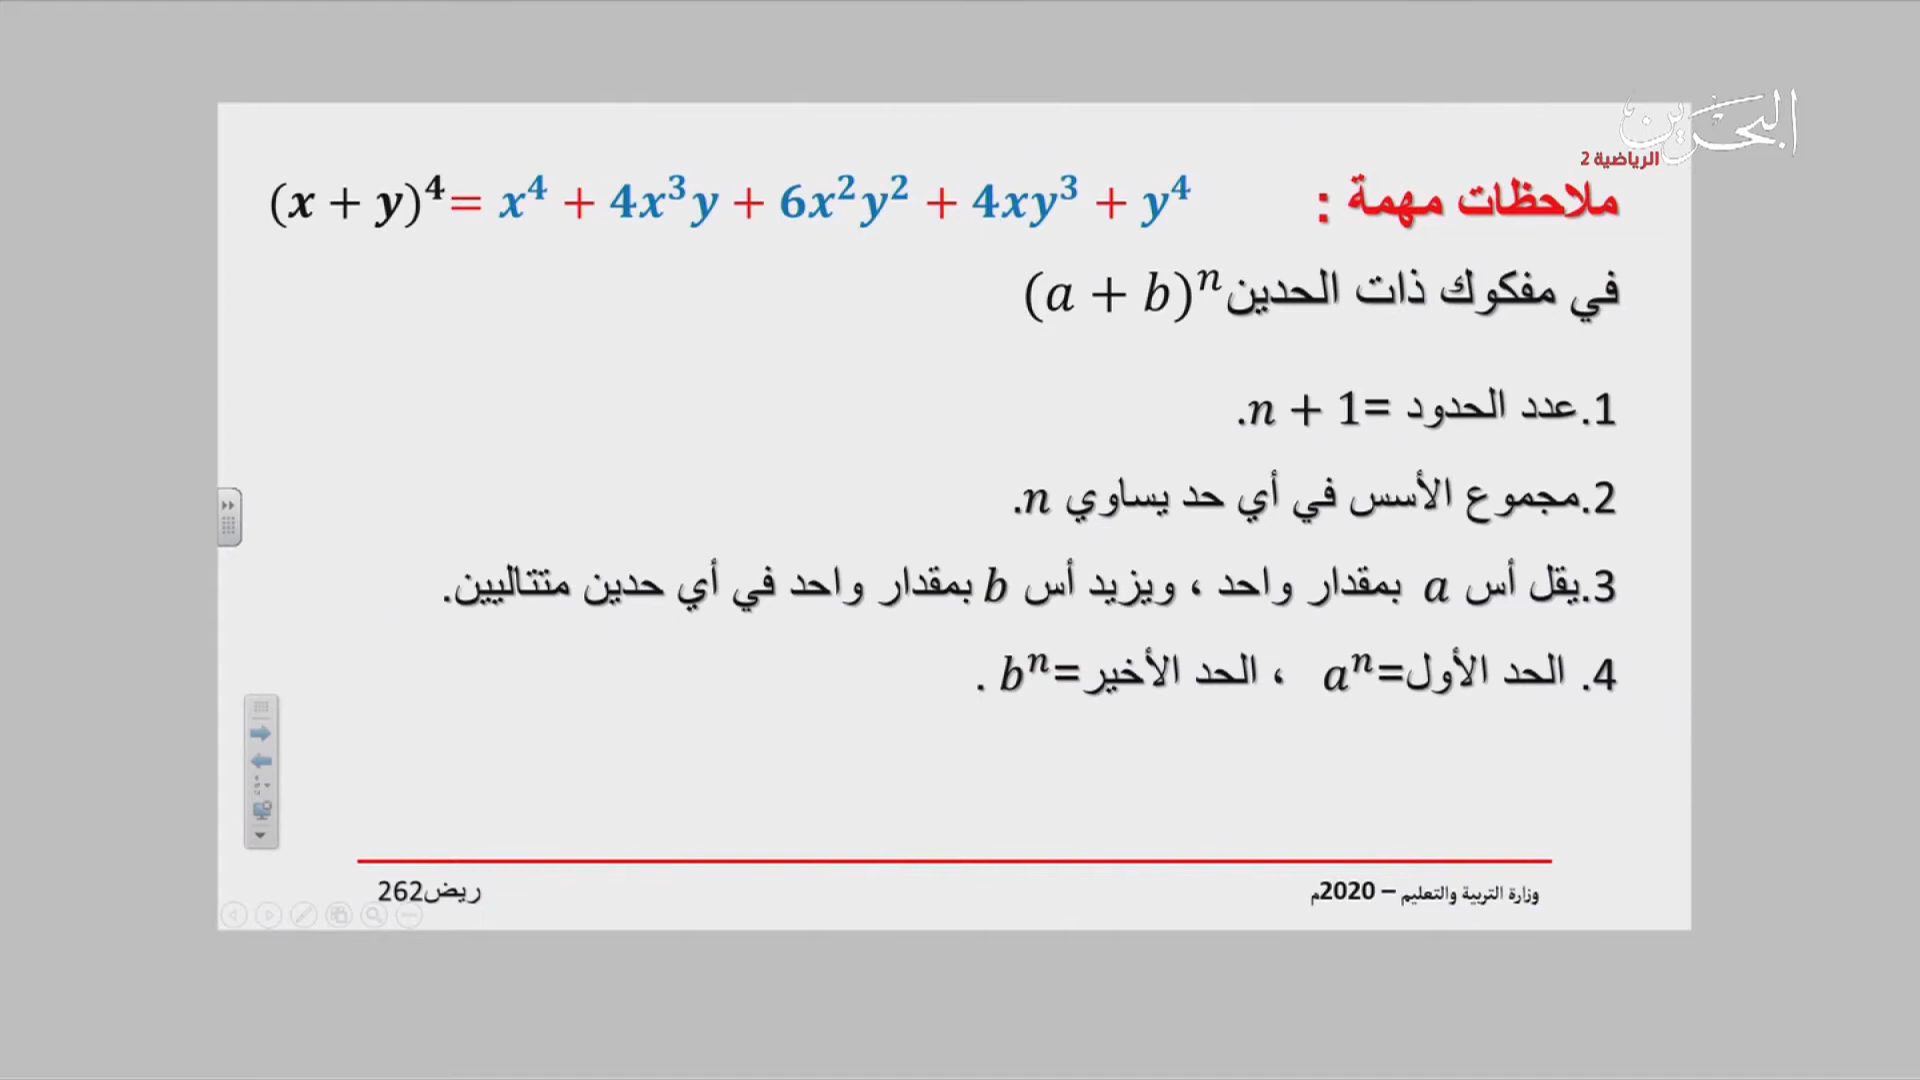 البحرين
الرياضية 2
ملاحظات مهمة : (x + y)⁴= x⁴ + 4x³y + 6x²y² + 4xy³ + y⁴
في مفكوك ذات الحدين (a + b)ⁿ
1.عدد الحدود =n + 1.
2.مجموع الأسس في أي حد يساوي n.
3.يقل أس a بمقدار واحد ، ويزيد أس b بمقدار واحد في أي حدين متتاليين.
4. الحد الأول=aⁿ ، الحد الأخير=bⁿ .
وزارة التربية والتعليم – 2020م
ريض262